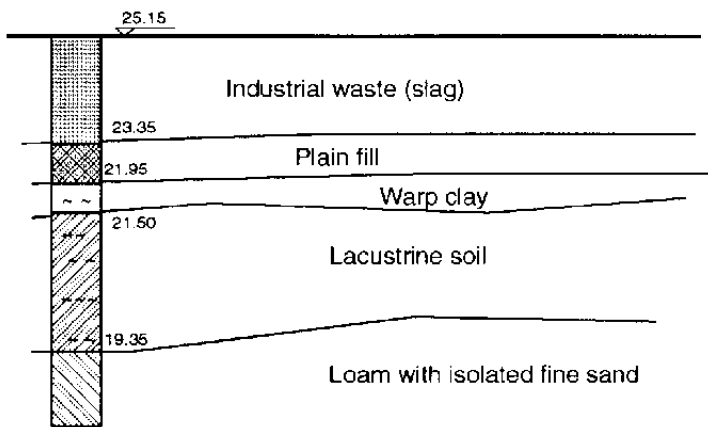 25.15
Industrial waste (slag)
23.35
Plain fill
21.95
Warp clay
21.50
Lacustrine soil
19.35
Loam with isolated fine sand